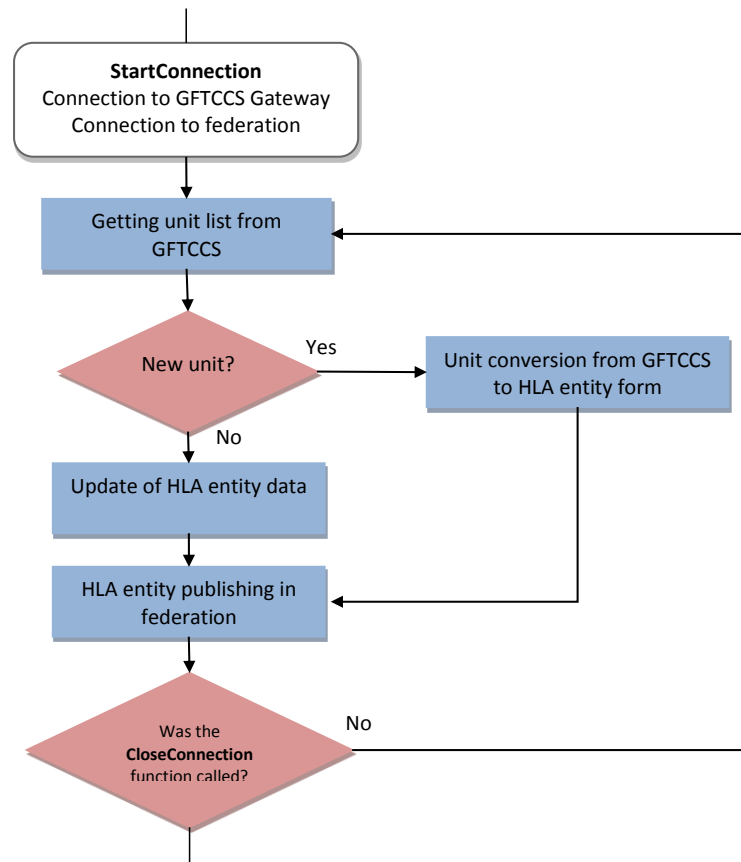 StartConnection
Connection to GFTCCS Gateway
Connection to federation
Getting unit list from
GFTCCS
New unit?
Yes
Unit conversion from GFTCCS
to HLA entity form
No
Update of HLA entity data
HLA entity publishing in
federation
Was the
CloseConnection
function called?
No